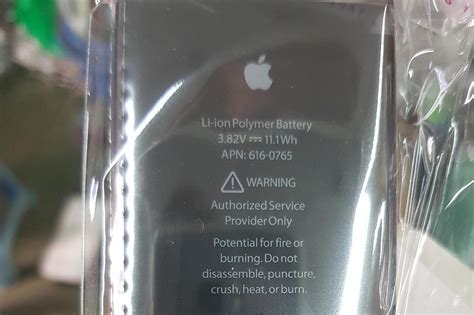 Li-ion Polymer Battery
3.82V ⎓ 11.1Wh
APN: 616-0765
⚠ WARNING
Authorized Service
Provider Only
Potential for fire or
burning. Do not
disassemble, puncture,
crush, heat, or burn.